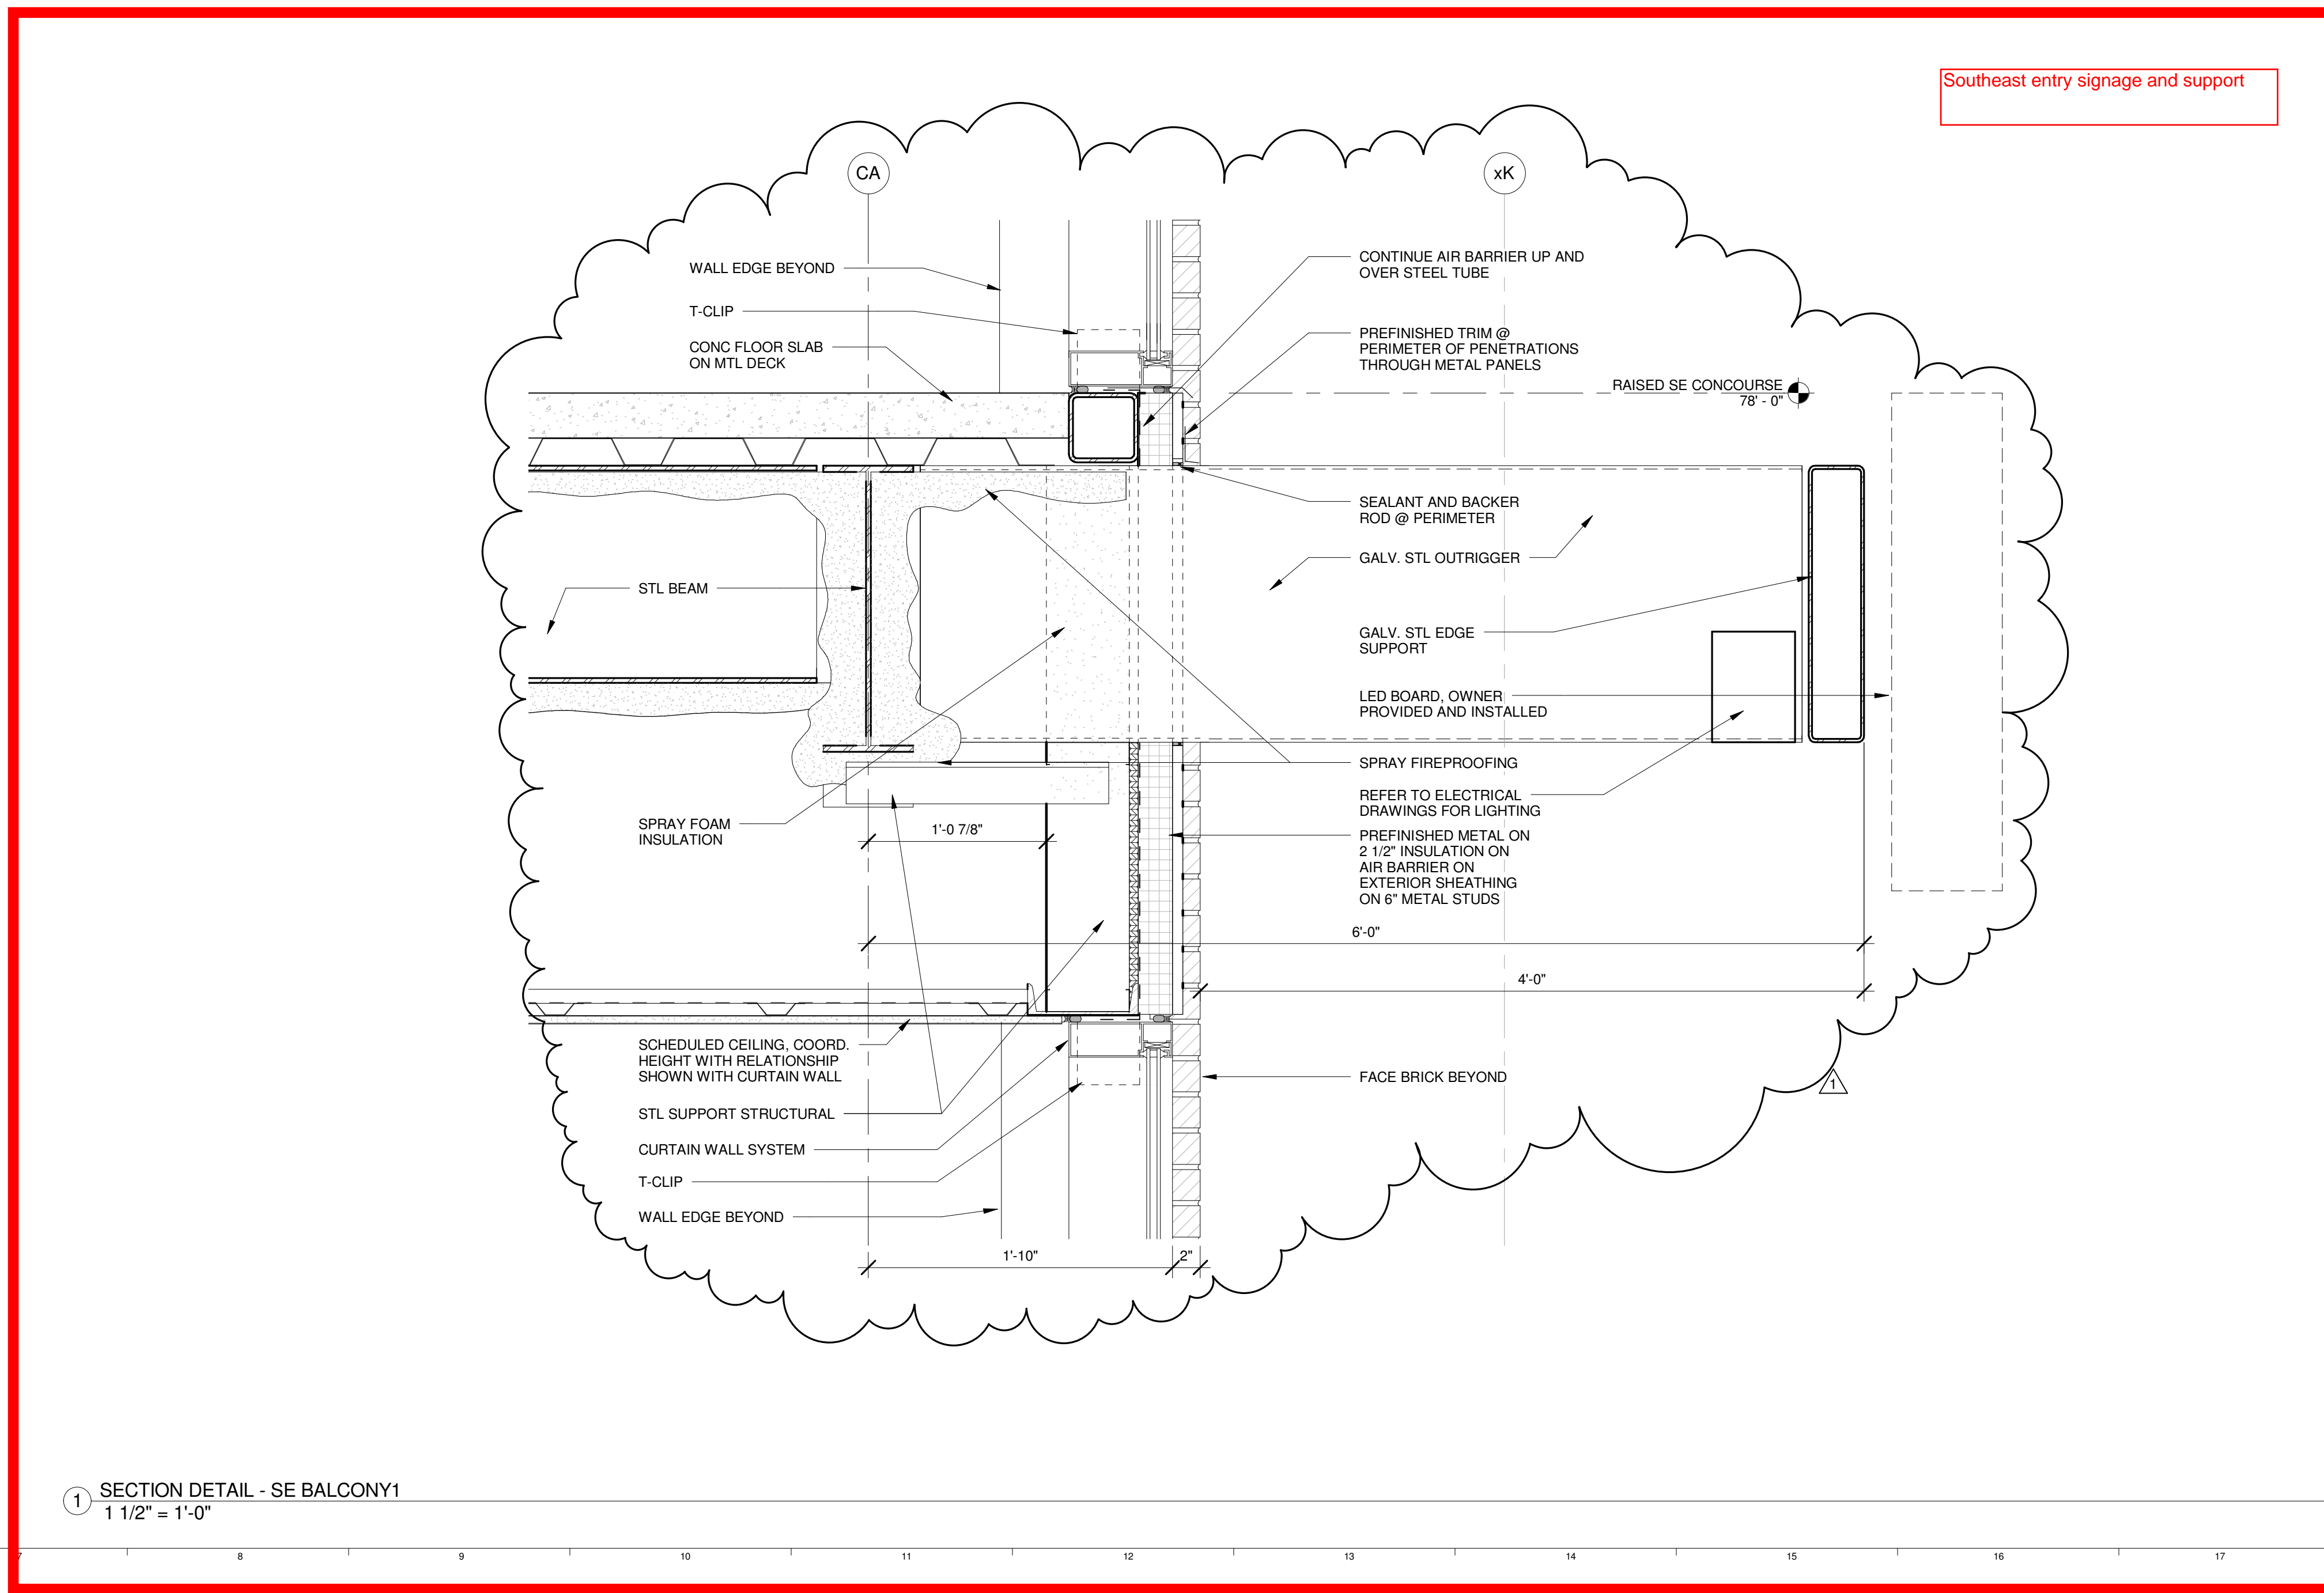 Southeast entry signage and support
CA
xK
WALL EDGE BEYOND
T-CLIP
CONC FLOOR SLAB
ON MTL DECK
CONTINUE AIR BARRIER UP AND
OVER STEEL TUBE
PREFINISHED TRIM @
PERIMETER OF PENETRATIONS
THROUGH METAL PANELS
RAISED SE CONCOURSE
78' - 0"
SEALANT AND BACKER
ROD @ PERIMETER
GALV. STL OUTRIGGER
STL BEAM
GALV. STL EDGE
SUPPORT
LED BOARD, OWNER
PROVIDED AND INSTALLED
SPRAY FIREPROOFING
REFER TO ELECTRICAL
DRAWINGS FOR LIGHTING
SPRAY FOAM
INSULATION
1'-0 7/8"
PREFINISHED METAL ON
2 1/2" INSULATION ON
AIR BARRIER ON
EXTERIOR SHEATHING
ON 6" METAL STUDS
6'-0"
4'-0"
SCHEDULED CEILING, COORD.
HEIGHT WITH RELATIONSHIP
SHOWN WITH CURTAIN WALL
FACE BRICK BEYOND
1
STL SUPPORT STRUCTURAL
CURTAIN WALL SYSTEM
T-CLIP
WALL EDGE BEYOND
1'-10"
2"
1
SECTION DETAIL - SE BALCONY1
1 1/2" = 1'-0"
7 8 9 10 11 12 13 14 15 16 17